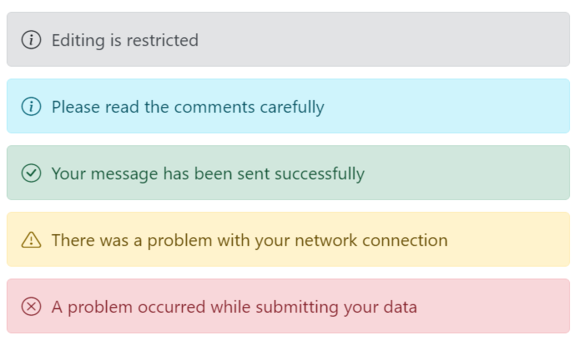 Editing is restricted
Please read the comments carefully
Your message has been sent successfully
There was a problem with your network connection
A problem occurred while submitting your data